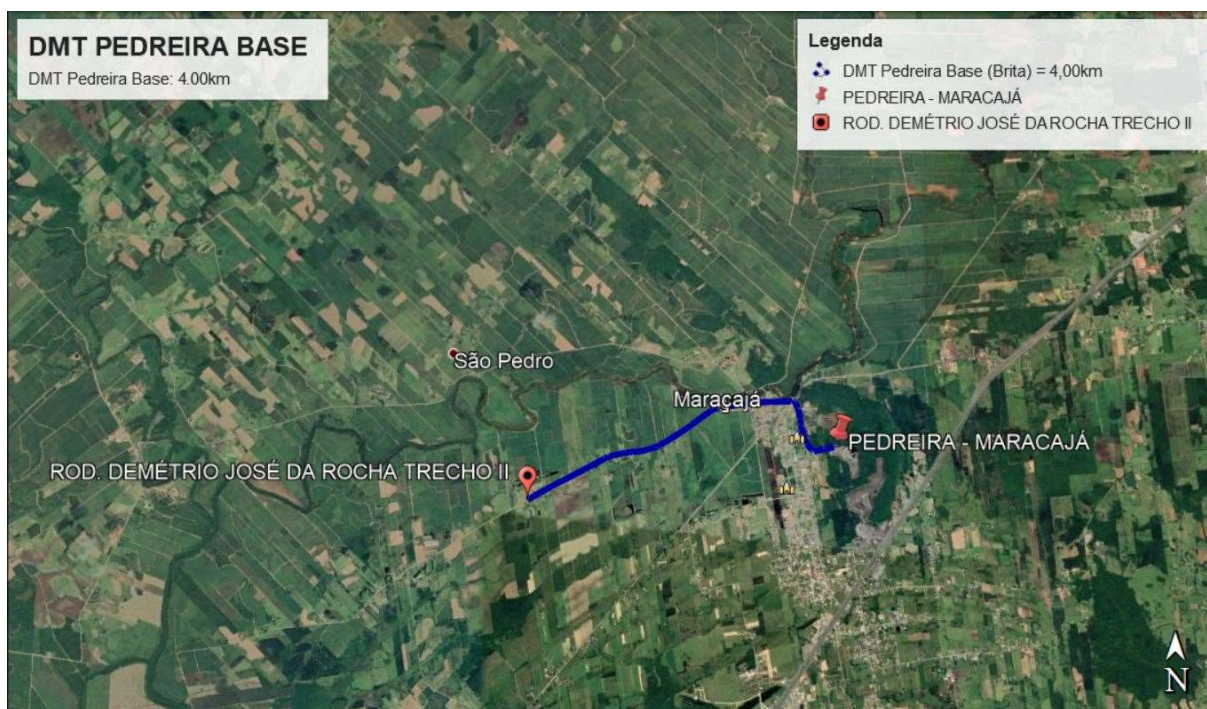 DMT PEDREIRA BASE
DMT Pedreira Base: 4.00km
Legenda
DMT Pedreira Base (Brita) = 4,00km
PEDREIRA - MARACAJÁ
ROD. DEMÉTRIO JOSÉ DA ROCHA TRECHO II
São Pedro
Maraçajá
PEDREIRA - MARACAJÁ
ROD. DEMÉTRIO JOSÉ DA ROCHA TRECHO II
N